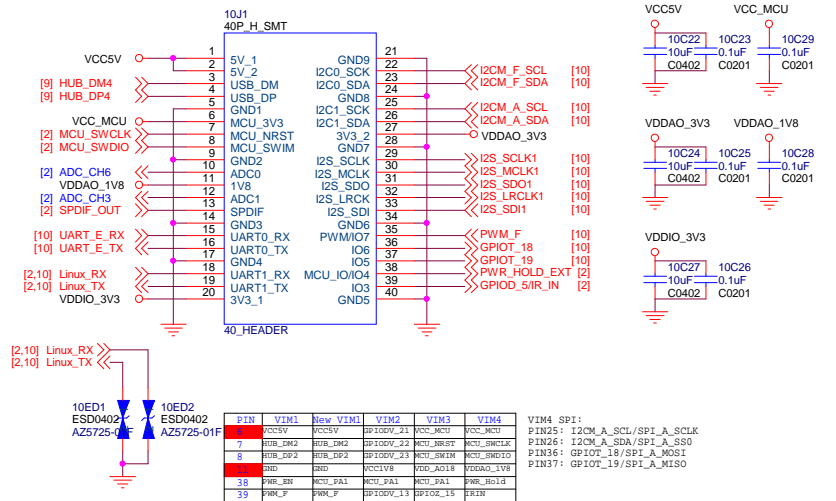 10J1
40P_H_SMT
VCC5V
[9] HUB_DM4
[9] HUB_DP4
VCC_MCU
[2] MCU_SWCLK
[2] MCU_SWDIO
[2] ADC_CH6
VDDAO_1V8
[2] ADC_CH3
[2] SPDIF_OUT
[10] UART_E_RX
[10] UART_E_TX
[2,10] Linux_RX
[2,10] Linux_TX
VDDIO_3V3
1 5V_1
2 5V_2
3 USB_DM
4 USB_DP
5 GND1
6 MCU_3V3
7 MCU_NRST
8 MCU_SWIM
9 GND2
10 ADC0
11 1V8
12 ADC1
13 SPDIF
14 GND3
15 UART0_RX
16 UART0_TX
17 GND4
18 UART1_RX
19 UART1_TX
20 3V3_1
GND9 21
I2C0_SCK 22 I2CM_F_SCL [10]
I2C0_SDA 23 I2CM_F_SDA [10]
GND8 24
I2C1_SCK 25 I2CM_A_SCL [10]
I2C1_SDA 26 I2CM_A_SDA [10]
3V3_2 27 VDDAO_3V3
GND7 28
I2S_SCLK 29 I2S_SCLK1 [10]
I2S_MCLK 30 I2S_MCLK1 [10]
I2S_SDO 31 I2S_SDO1 [10]
I2S_LRCK 32 I2S_LRCLK1 [10]
I2S_SDI 33 I2S_SDI1 [10]
GND6 34
PWM/IO7 35 PWM_F [10]
IO6 36 GPIOT_18 [10]
IO5 37 GPIOT_19 [10]
MCU_IO/IO4 38 PWR_HOLD_EXT [2]
IO3 39 GPIOD_5/IR_IN [2]
GND5 40
40_HEADER
VCC5V VCC_MCU
10C22 10C23 10C29
10uF 0.1uF 0.1uF
C0402 C0201 C0201
VDDAO_3V3 VDDAO_1V8
10C24 10C25 10C28
10uF 0.1uF 0.1uF
C0402 C0201 C0201
VDDIO_3V3
10C27 10C26
10uF 0.1uF
C0402 C0201
[2,10] Linux_RX
[2,10] Linux_TX
10ED1 10ED2
ESD0402 ESD0402
AZ5725-01F AZ5725-01F
PIN VIM1 New VIM1 VIM2 VIM3 VIM4
6 VCC5V VCC5V GPIODV_21 VCC_MCU VCC_MCU
7 HUB_DM2 HUB_DM2 GPIODV_22 MCU_NRST MCU_SWCLK
8 HUB_DP2 HUB_DP2 GPIODV_23 MCU_SWIM MCU_SWDIO
11 GND GND VCC1V8 VDD_AO18 VDDAO_1V8
38 PWR_EN MCU_PA1 MCU_PA1 MCU_PA1 PWR_Hold
39 PWM_F PWM_F GPIODV_13 GPIOZ_15 IRIN
VIM4 SPI:
PIN25: I2CM_A_SCL/SPI_A_SCLK
PIN26: I2CM_A_SDA/SPI_A_SS0
PIN36: GPIOT_18/SPI_A_MOSI
PIN37: GPIOT_19/SPI_A_MISO